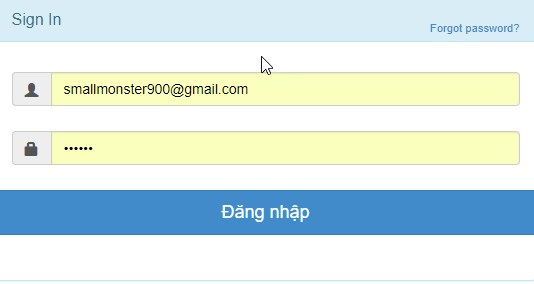 Sign In
Forgot password?
smallmonster900@gmail.com
••••••
Đăng nhập